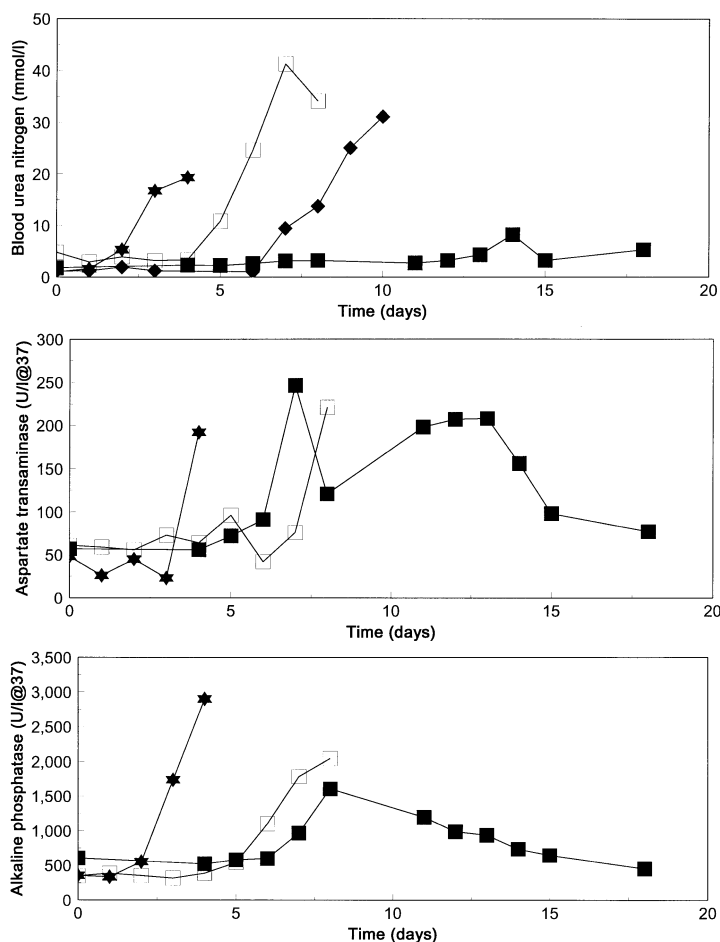 50
40
30
20
10
0
Blood urea nitrogen (mmol/l)
0 5 10 15 20
Time (days)
300
250
200
150
100
50
0
Aspartate transaminase (U/l@37)
0 5 10 15 20
Time (days)
3,500
3,000
2,500
2,000
1,500
1,000
500
0
Alkaline phosphatase (U/l@37)
0 5 10 15 20
Time (days)